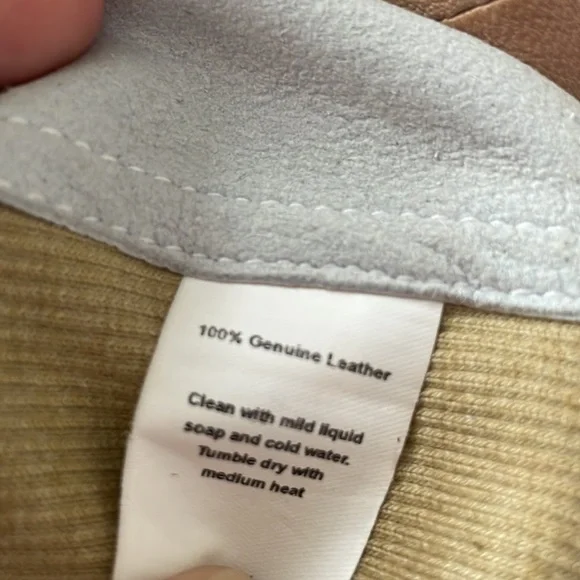 100% Genuine Leather
Clean with mild liquid
soap and cold water.
Tumble dry with
medium heat